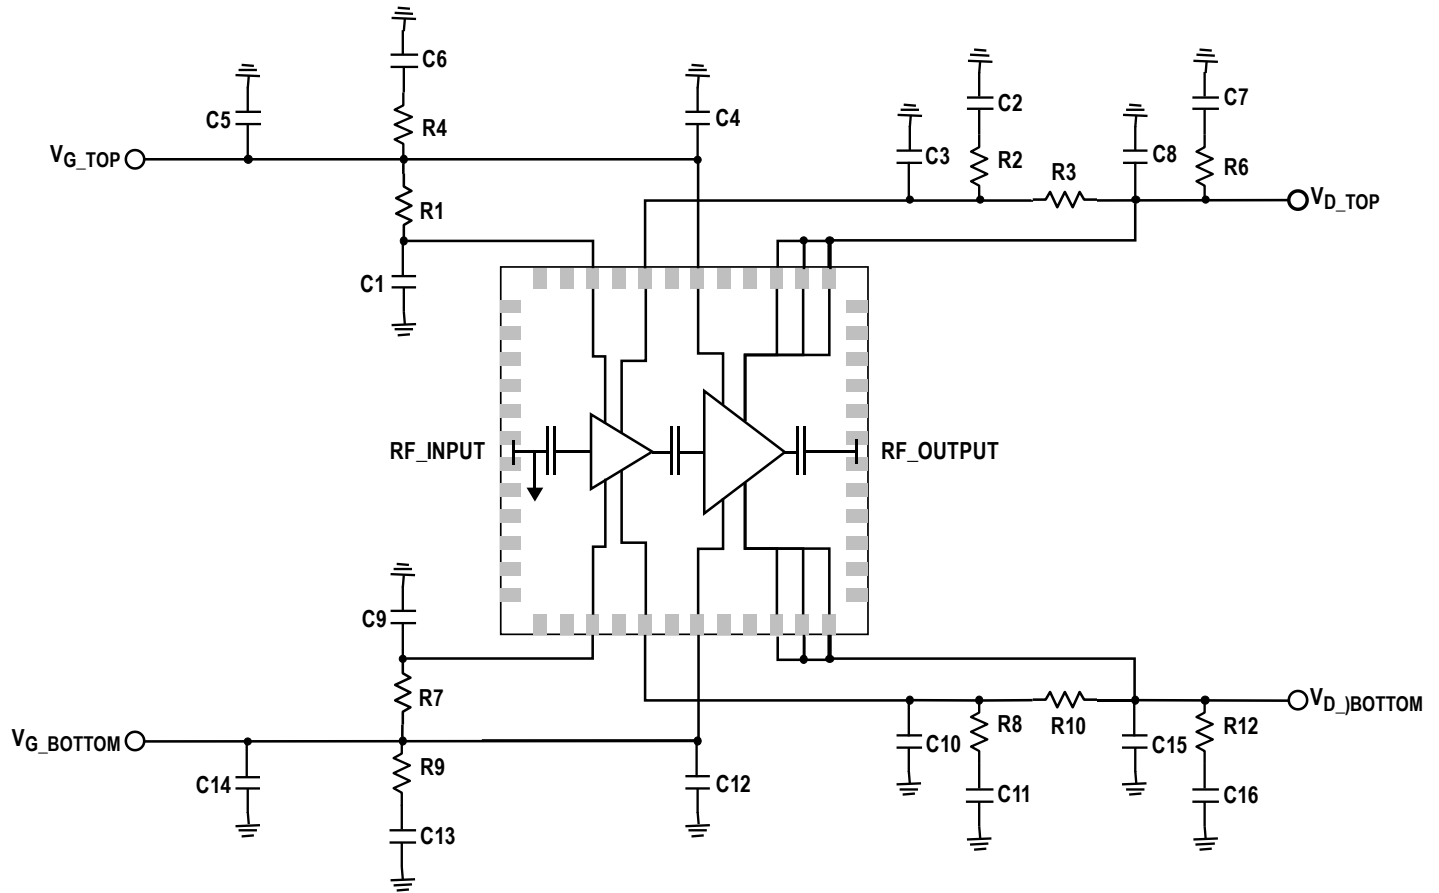 C6
C5
R4
C4
C2
C7
C3
R2
R3
C8
R6
VG_TOP
R1
VD_TOP
C1
RF_INPUT
RF_OUTPUT
C9
R7
VG_BOTTOM
VD_)BOTTOM
C10
R8
R10
C15
R12
C14
R9
C12
C11
C16
C13